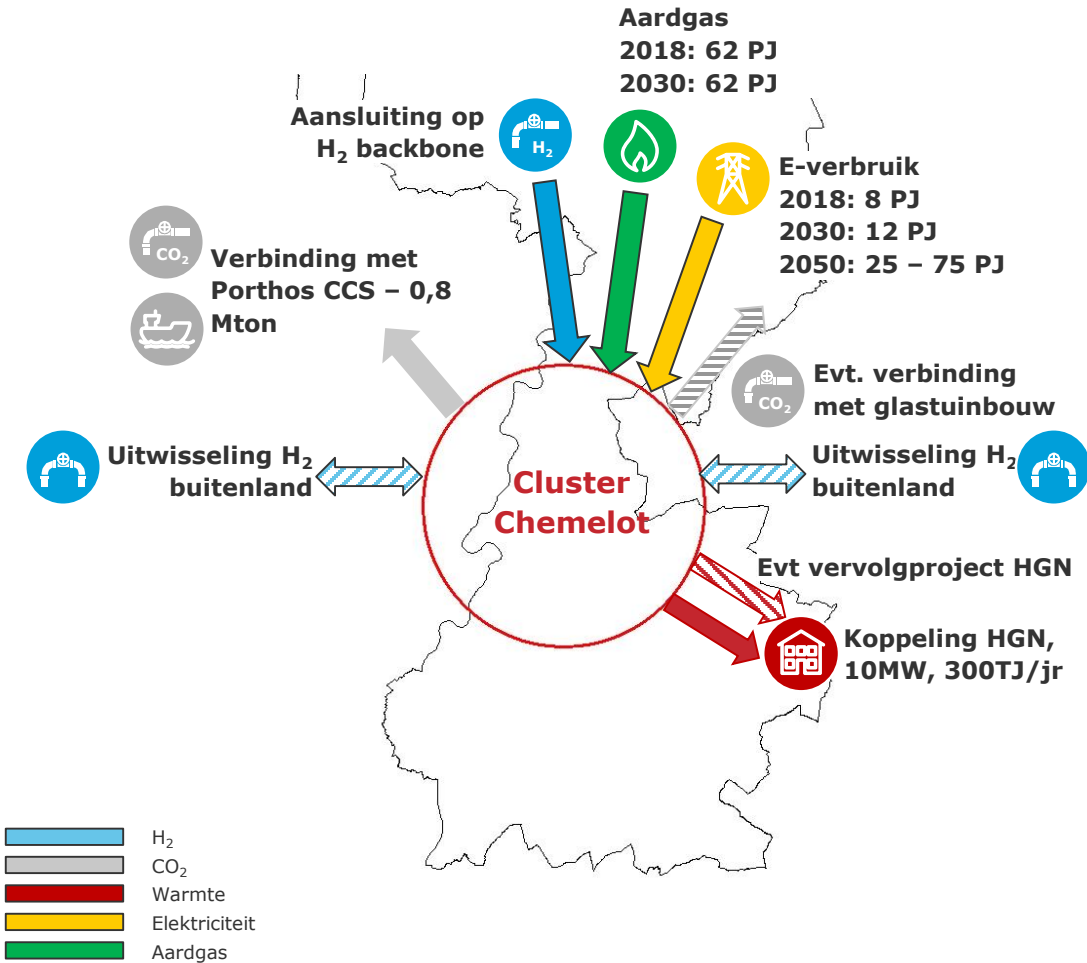 Aardgas
2018: 62 PJ
2030: 62 PJ
Aansluiting op
H₂ backbone
H₂
E-verbruik
2018: 8 PJ
2030: 12 PJ
2050: 25 – 75 PJ
CO₂
Verbinding met
Porthos CCS – 0,8
Mton
CO₂
Evt. verbinding
met glastuinbouw
Uitwisseling H₂
buitenland
Uitwisseling H₂
buitenland
Cluster
Chemelot
Evt vervolgproject HGN
Koppeling HGN,
10MW, 300TJ/jr
H₂
CO₂
Warmte
Elektriciteit
Aardgas